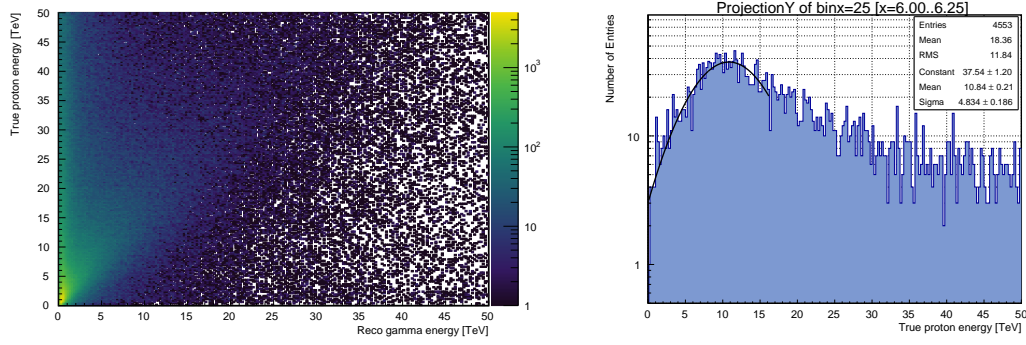 50
45
40
35
30
25
20
15
10
5
0
True proton energy [TeV]
0 5 10 15 20 25 30 35 40 45 50
Reco gamma energy [TeV]
10³
10²
10
1
ProjectionY of binx=25 [x=6.00..6.25]
Entries 4553
Mean 18.36
RMS 11.84
Constant 37.54 ± 1.20
Mean 10.84 ± 0.21
Sigma 4.834 ± 0.186
Number of Entries
10
1
0 5 10 15 20 25 30 35 40 45 50
True proton energy [TeV]